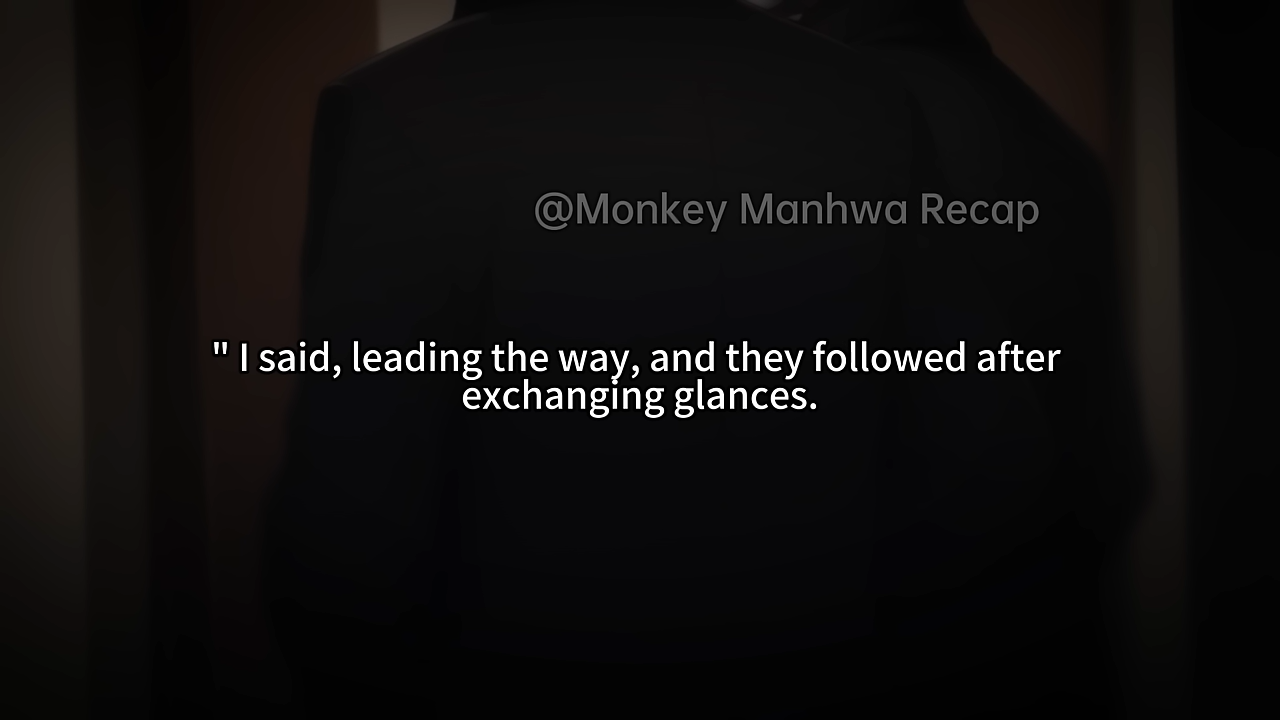 @Monkey Manhwa Recap
" I said, leading the way, and they followed after
exchanging glances.